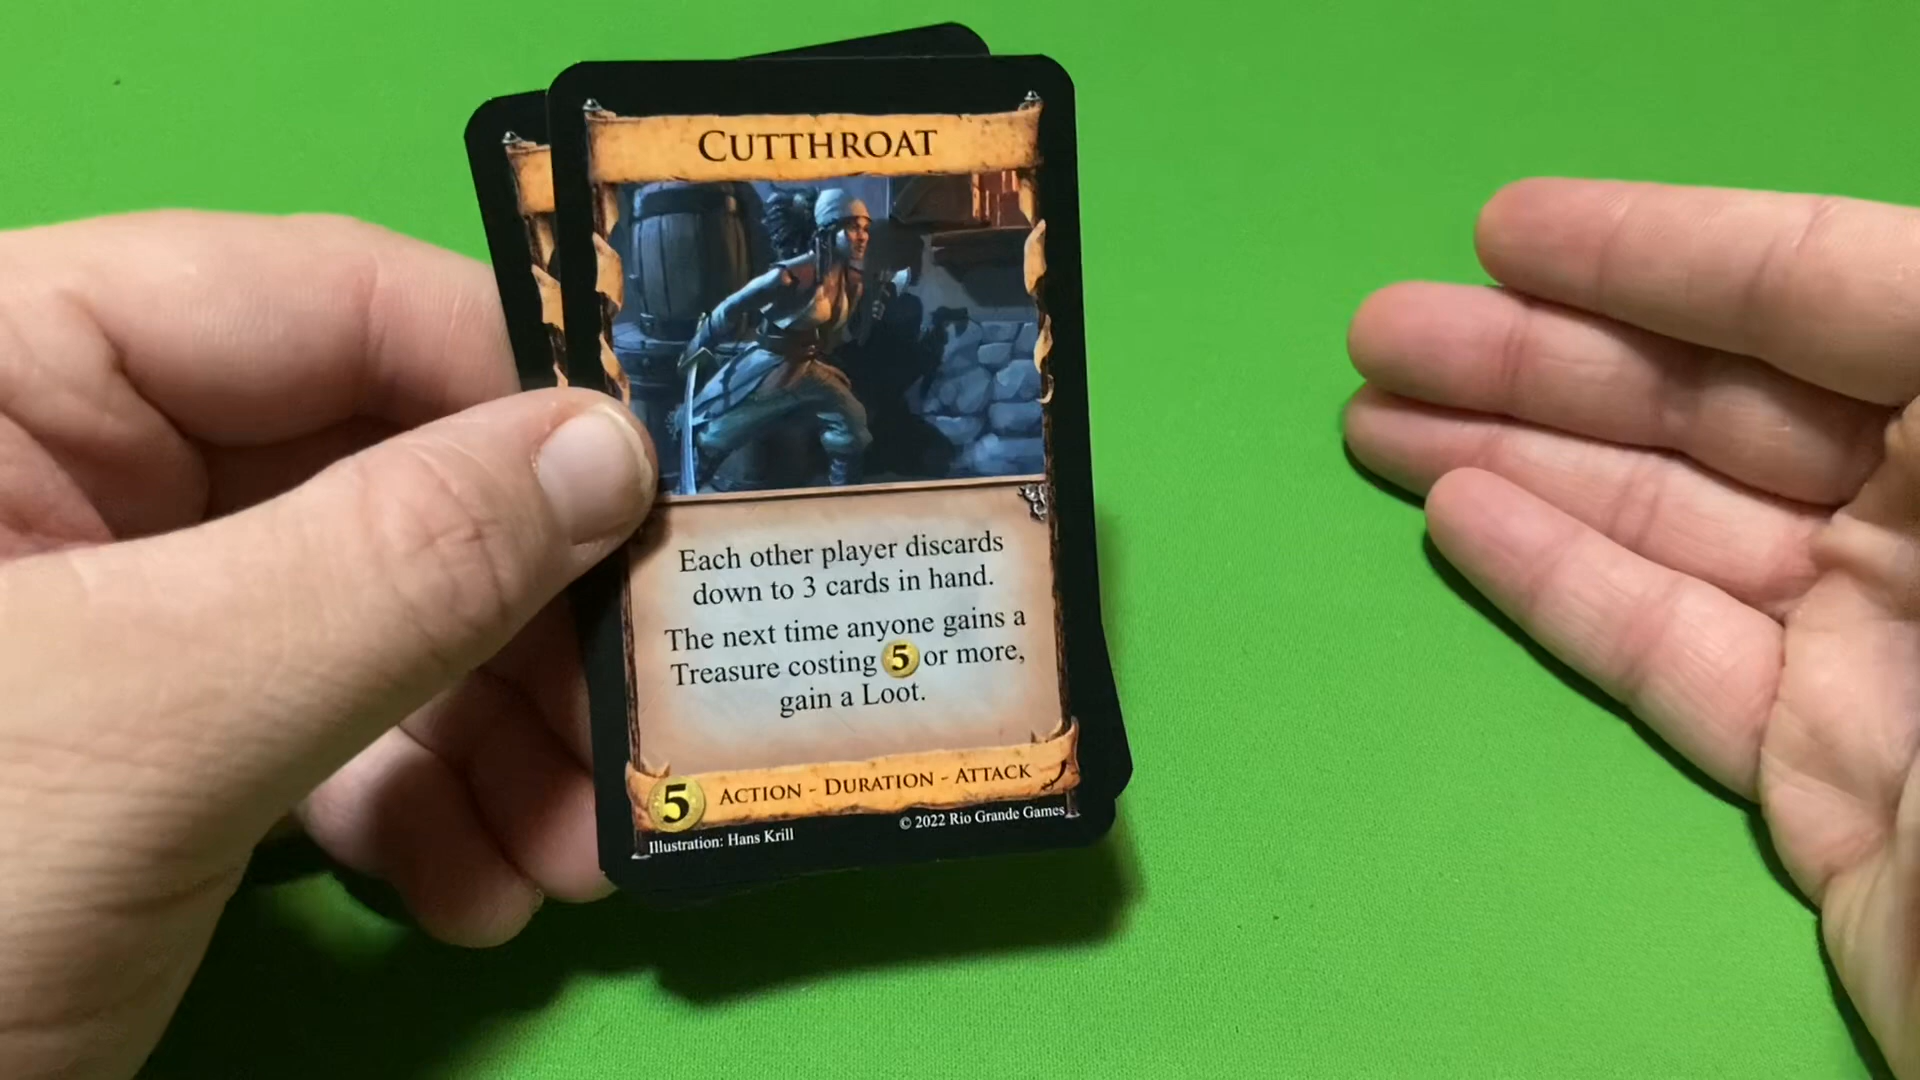 CUTTHROAT
Each other player discards
down to 3 cards in hand.
The next time anyone gains a
Treasure costing 5 or more,
gain a Loot.
5 ACTION - DURATION - ATTACK
Illustration: Hans Krill © 2022 Rio Grande Games